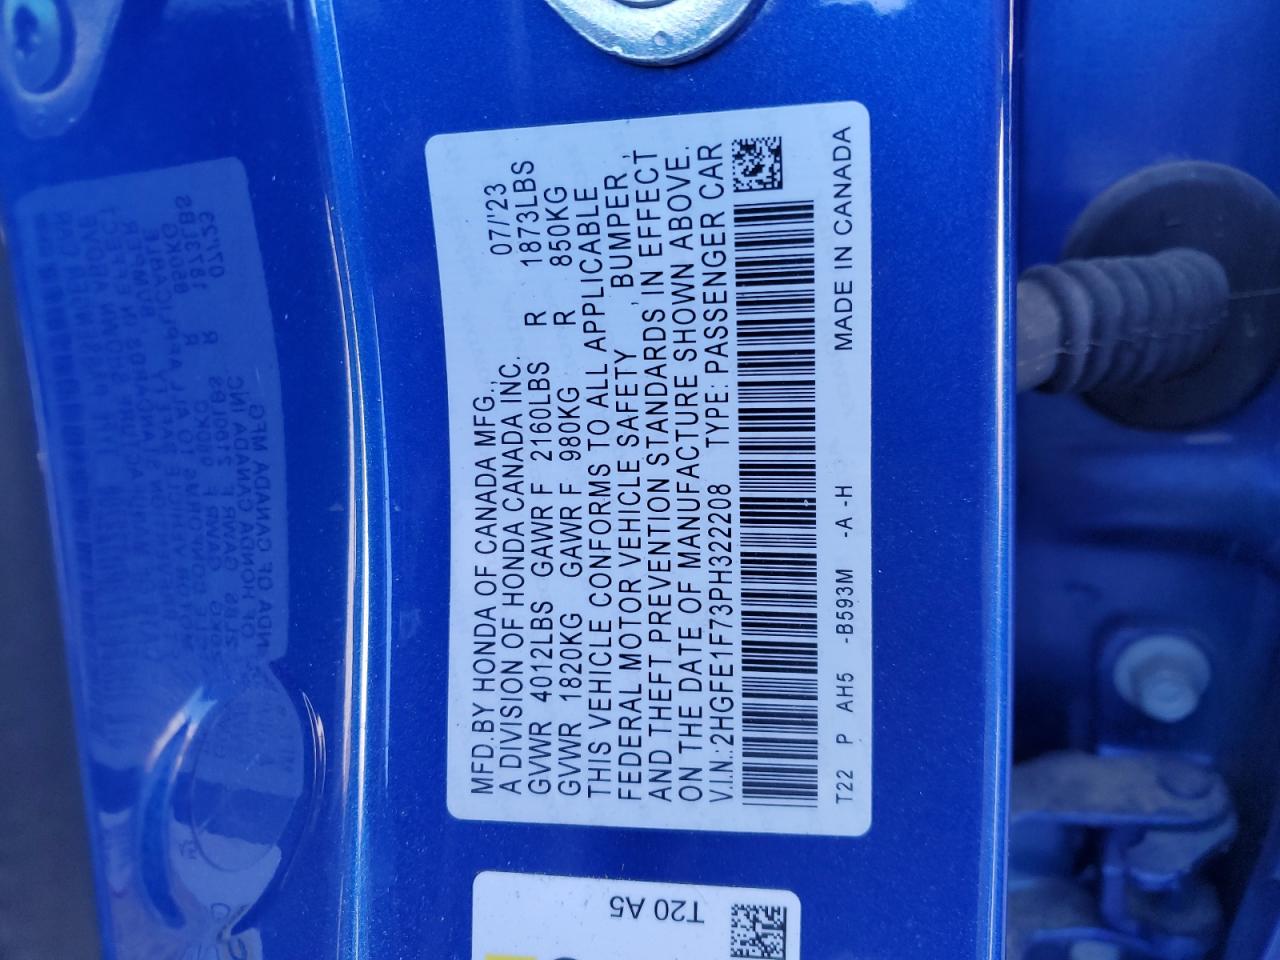 MFD. BY HONDA OF CANADA MFG., 07/'23
A DIVISION OF HONDA CANADA INC.
GVWR 4012LBS GAWR F 2160LBS R 1873LBS
GVWR 1820KG GAWR F 980KG R 850KG
THIS VEHICLE CONFORMS TO ALL APPLICABLE
FEDERAL MOTOR VEHICLE SAFETY, BUMPER,
AND THEFT PREVENTION STANDARDS IN EFFECT
ON THE DATE OF MANUFACTURE SHOWN ABOVE.
V.I.N.: 2HGFE1F73PH322208 TYPE: PASSENGER CAR
T22 P AH5 -B593M -A -H MADE IN CANADA
T20 A5